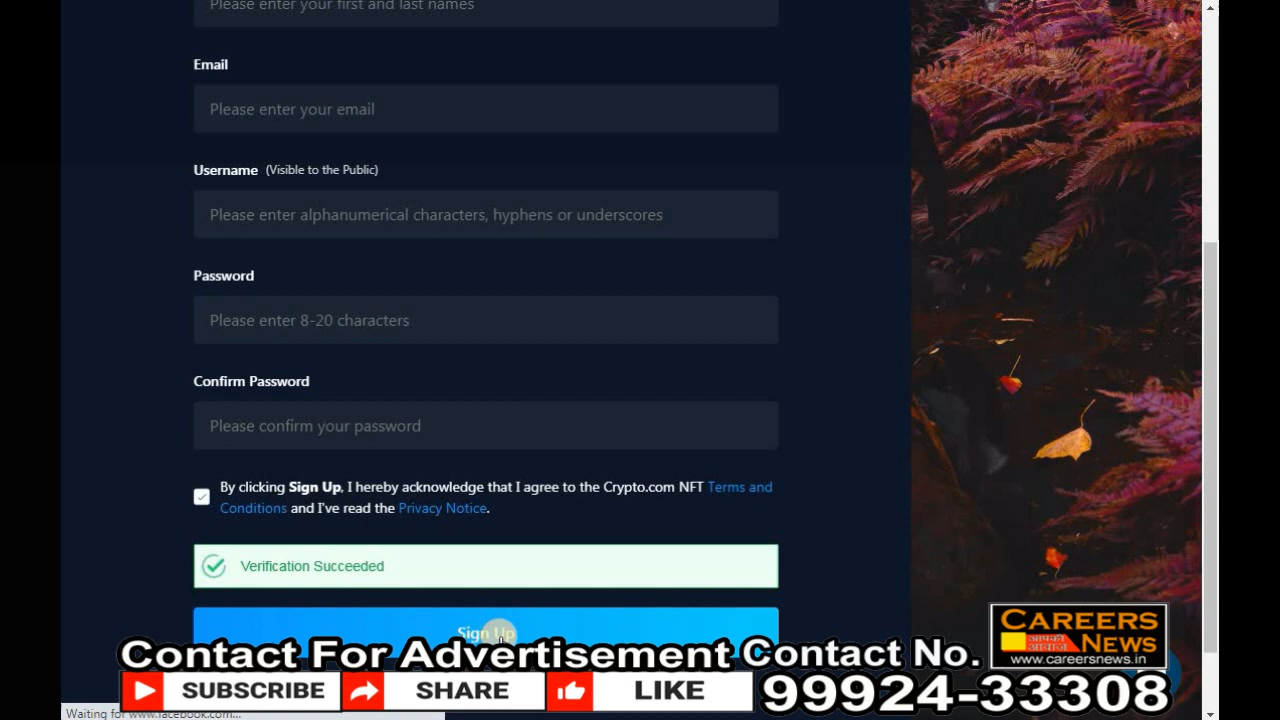 Please enter your first and last names
Email
Please enter your email
Username (Visible to the Public)
Please enter alphanumerical characters, hyphens or underscores
Password
Please enter 8-20 characters
Confirm Password
Please confirm your password
By clicking Sign Up, I hereby acknowledge that I agree to the Crypto.com NFT Terms and
Conditions and I've read the Privacy Notice.
Verification Succeeded
Sign Up
CAREERS
आपकी
आवाज
NEWS
www.careersnews.in
Contact For Advertisement Contact No.
SUBSCRIBE SHARE LIKE 99924-33308
Waiting for www.facebook.com...